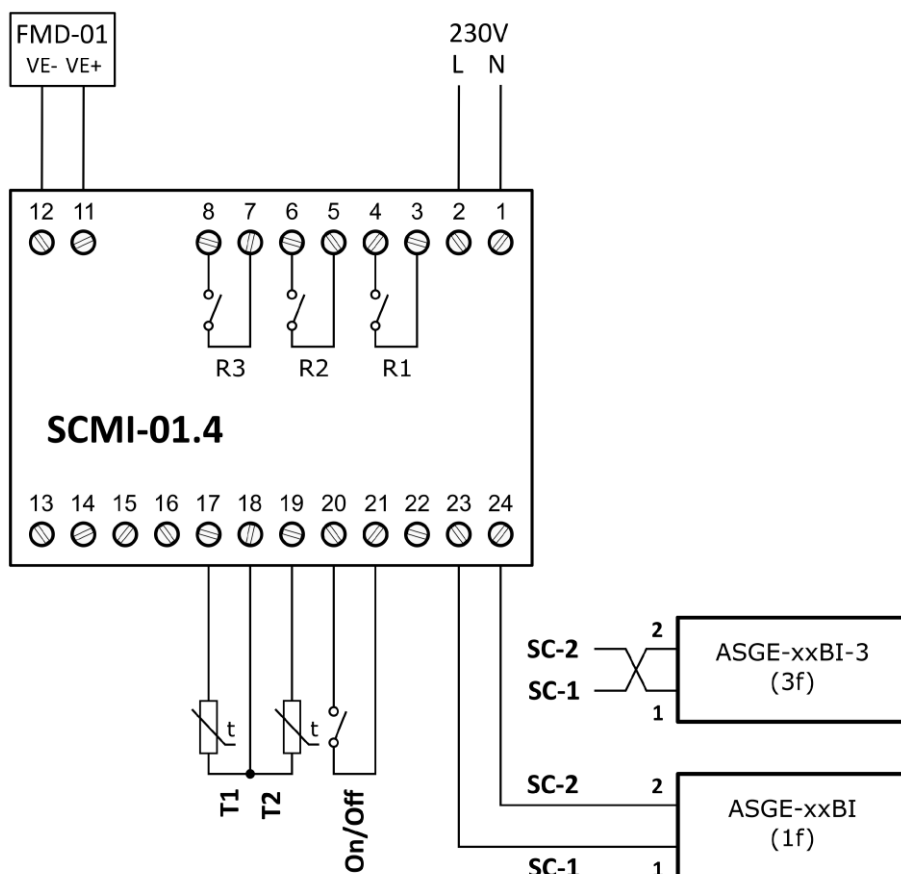 FMD-01
VE- VE+
230V
L N
12 11 8 7 6 5 4 3 2 1
R3 R2 R1
SCMI-01.4
13 14 15 16 17 18 19 20 21 22 23 24
t t
T1
T2
On/Off
SC-2 2
SC-1 1
ASGE-xxBI-3
(3f)
SC-2 2
SC-1 1
ASGE-xxBI
(1f)